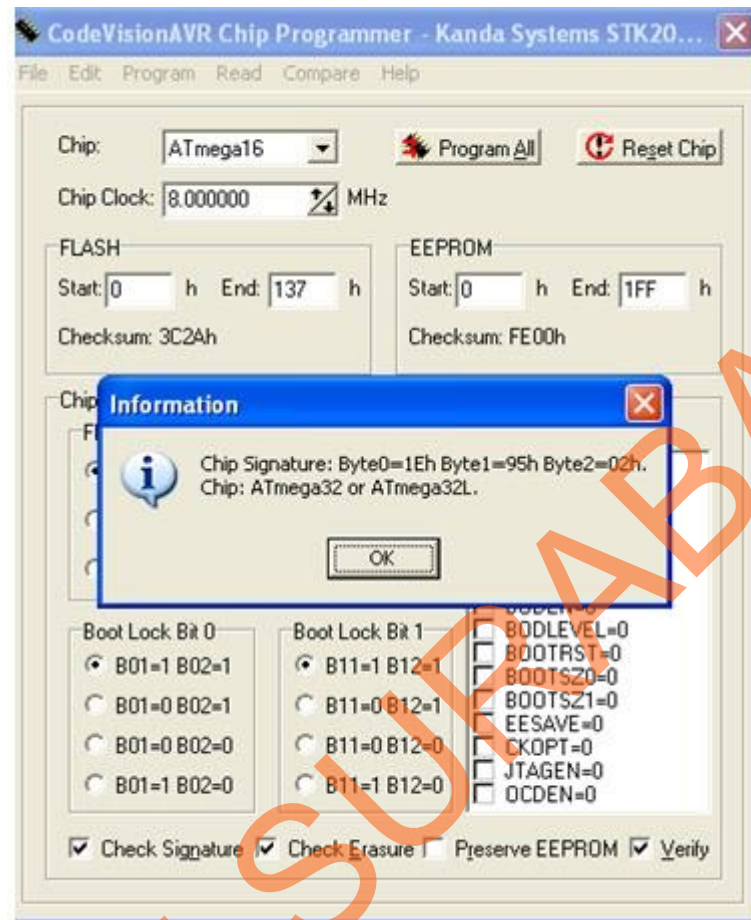 CodeVisionAVR Chip Programmer - Kanda Systems STK20...
File Edit Program Read Compare Help
Chip: ATmega16 Program All Reset Chip
Chip Clock: 8.000000 MHz
FLASH EEPROM
Start: 0 h End: 137 h Start: 0 h End: 1FF h
Checksum: 3C2Ah Checksum: FE00h
Chip
Information
Chip Signature: Byte0=1Eh Byte1=95h Byte2=02h.
Chip: ATmega32 or ATmega32L.
OK
Boot Lock Bit 0 Boot Lock Bit 1
BODLEVEL=0
B01=1 B02=1 B11=1 B12=1 BOOTRST=0
BOOTSZ0=0
B01=0 B02=1 B11=0 B12=1 BOOTSZ1=0
EESAVE=0
B01=0 B02=0 B11=0 B12=0 CKOPT=0
JTAGEN=0
B01=1 B02=0 B11=1 B12=0 OCDEN=0
Check Signature Check Erasure Preserve EEPROM Verify
SURABA